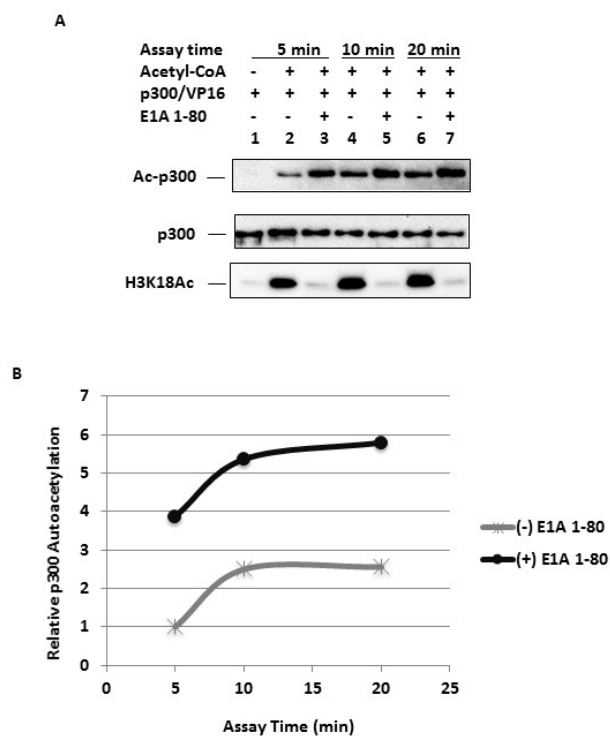 A
Assay time 5 min 10 min 20 min
Acetyl-CoA - + + + + + +
p300/VP16 + + + + + + +
E1A 1-80 - - + - + - +
1 2 3 4 5 6 7
Ac-p300
p300
H3K18Ac
B
7
6
5
4
3
2
1
0
Relative p300 Autoacetylation
0 5 10 15 20 25
Assay Time (min)
(-) E1A 1-80
(+) E1A 1-80